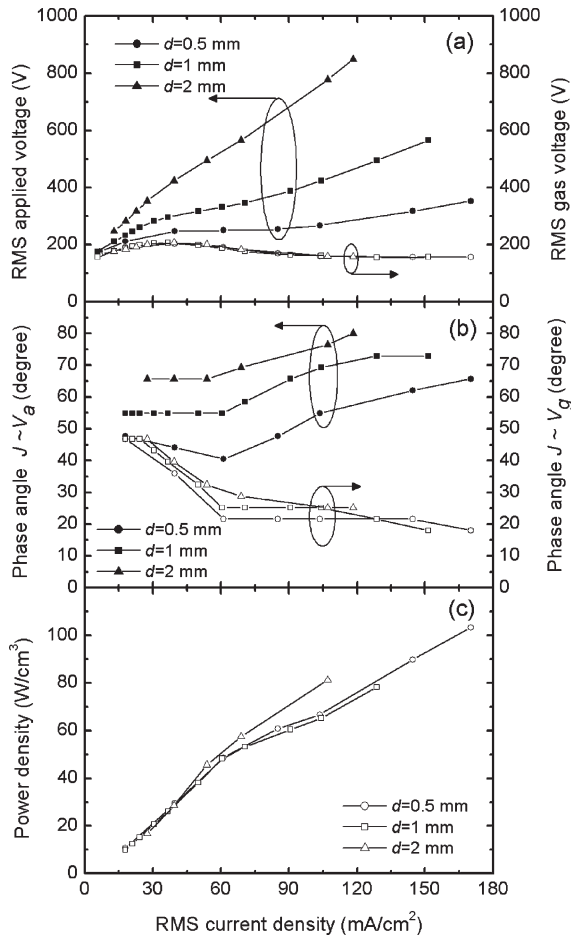 (a)
d=0.5 mm
d=1 mm
d=2 mm
RMS applied voltage (V)
1000
800
600
400
200
0
RMS gas voltage (V)
1000
800
600
400
200
0
(b)
Phase angle J ~ Va (degree)
80
70
60
50
40
30
20
10
0
Phase angle J ~ Vg (degree)
80
70
60
50
40
30
20
10
0
d=0.5 mm
d=1 mm
d=2 mm
(c)
Power density (W/cm³)
100
80
60
40
20
0
d=0.5 mm
d=1 mm
d=2 mm
0 30 60 90 120 150 180
RMS current density (mA/cm²)